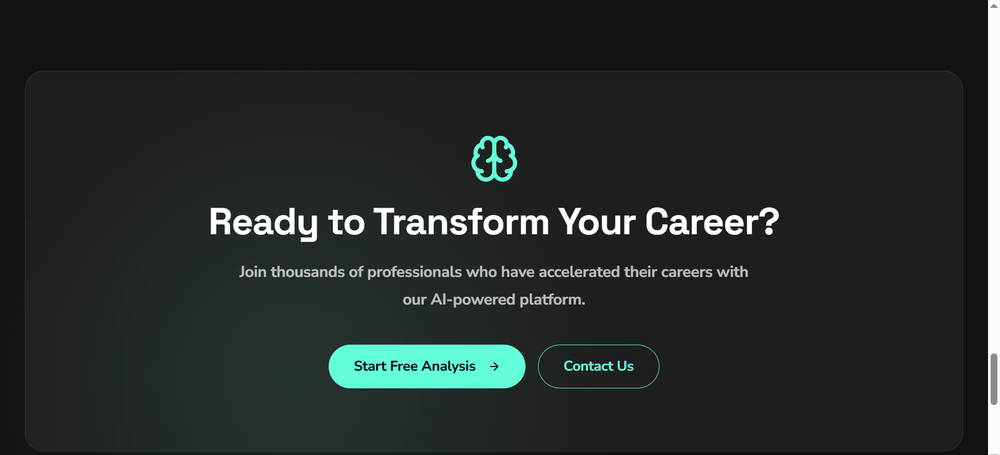 Ready to Transform Your Career?
Join thousands of professionals who have accelerated their careers with
our AI-powered platform.
Start Free Analysis
Contact Us